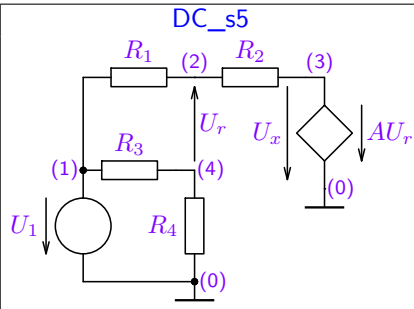 DC_s5
R1 (2) R2 (3)
Ur Ux AUr
R3
(1) (4)
(0)
U1 R4
(0)